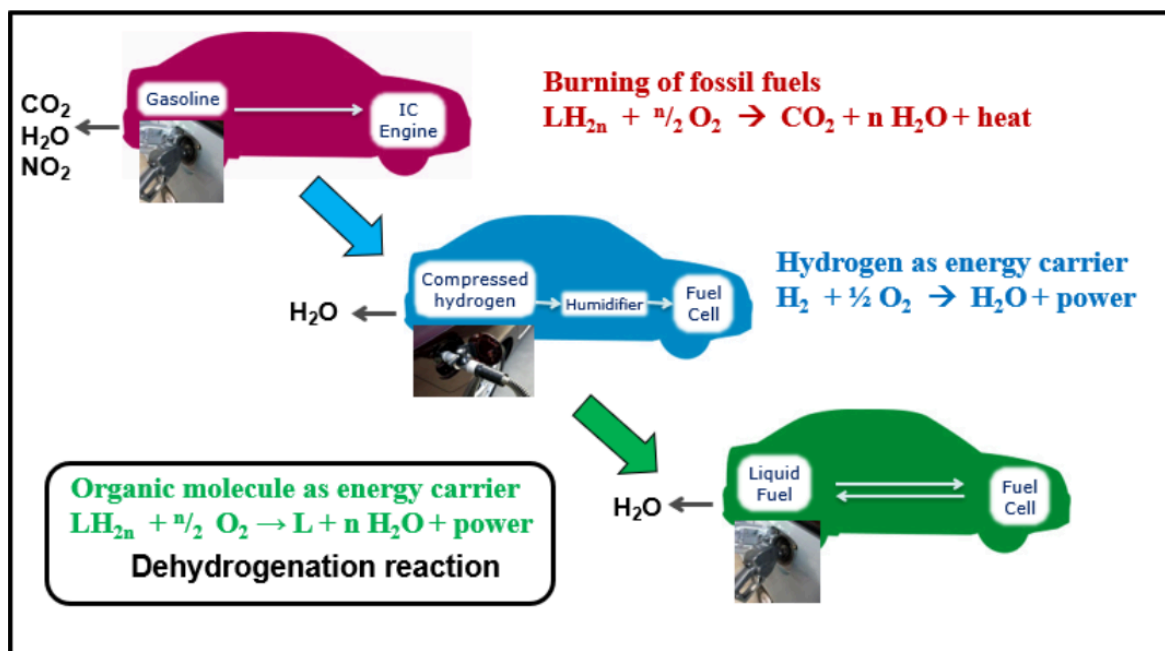 Gasoline
IC
Engine
CO₂
H₂O
NO₂
Burning of fossil fuels
LH₂ₙ + ⁿ/₂ O₂ → CO₂ + n H₂O + heat
Compressed
hydrogen
Humidifier
Fuel
Cell
H₂O
Hydrogen as energy carrier
H₂ + ½ O₂ → H₂O + power
Liquid
Fuel
Fuel
Cell
H₂O
Organic molecule as energy carrier
LH₂ₙ + ⁿ/₂ O₂ → L + n H₂O + power
Dehydrogenation reaction